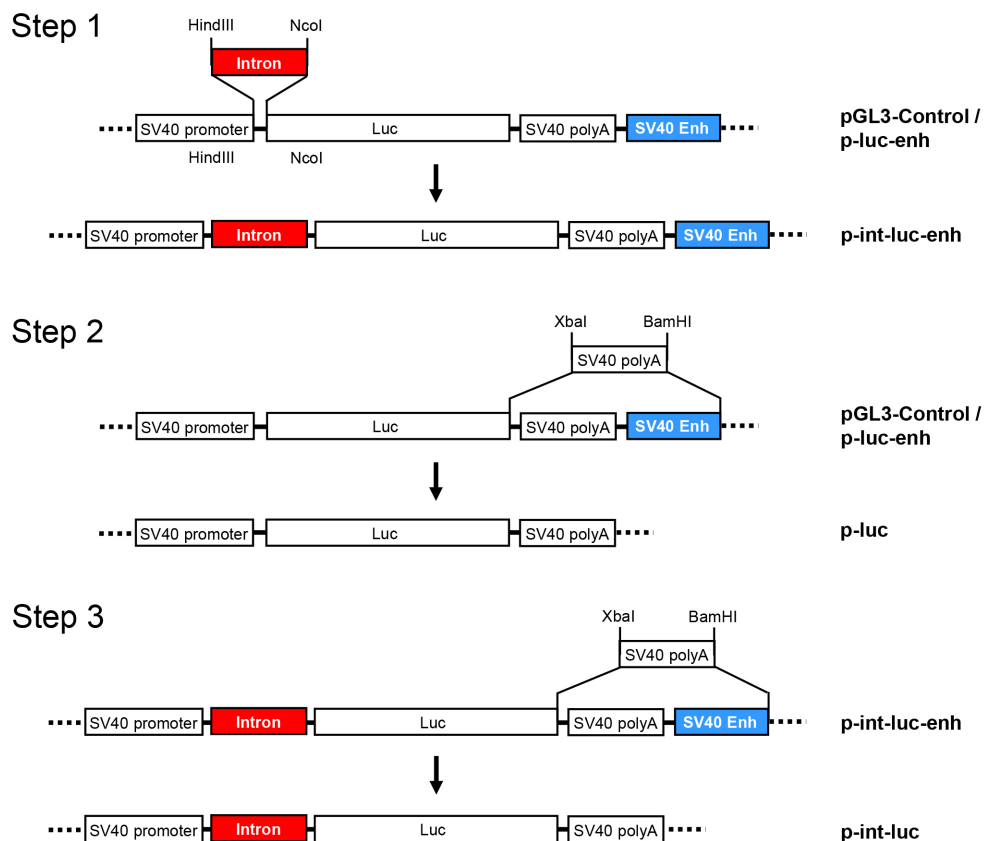 Step 1
HindIII NcoI
Intron
SV40 promoter Luc SV40 polyA SV40 Enh
pGL3-Control /
p-luc-enh
HindIII NcoI
SV40 promoter Intron Luc SV40 polyA SV40 Enh p-int-luc-enh
Step 2
XbaI BamHI
SV40 polyA
SV40 promoter Luc SV40 polyA SV40 Enh
pGL3-Control /
p-luc-enh
SV40 promoter Luc SV40 polyA p-luc
Step 3
XbaI BamHI
SV40 polyA
SV40 promoter Intron Luc SV40 polyA SV40 Enh p-int-luc-enh
SV40 promoter Intron Luc SV40 polyA p-int-luc